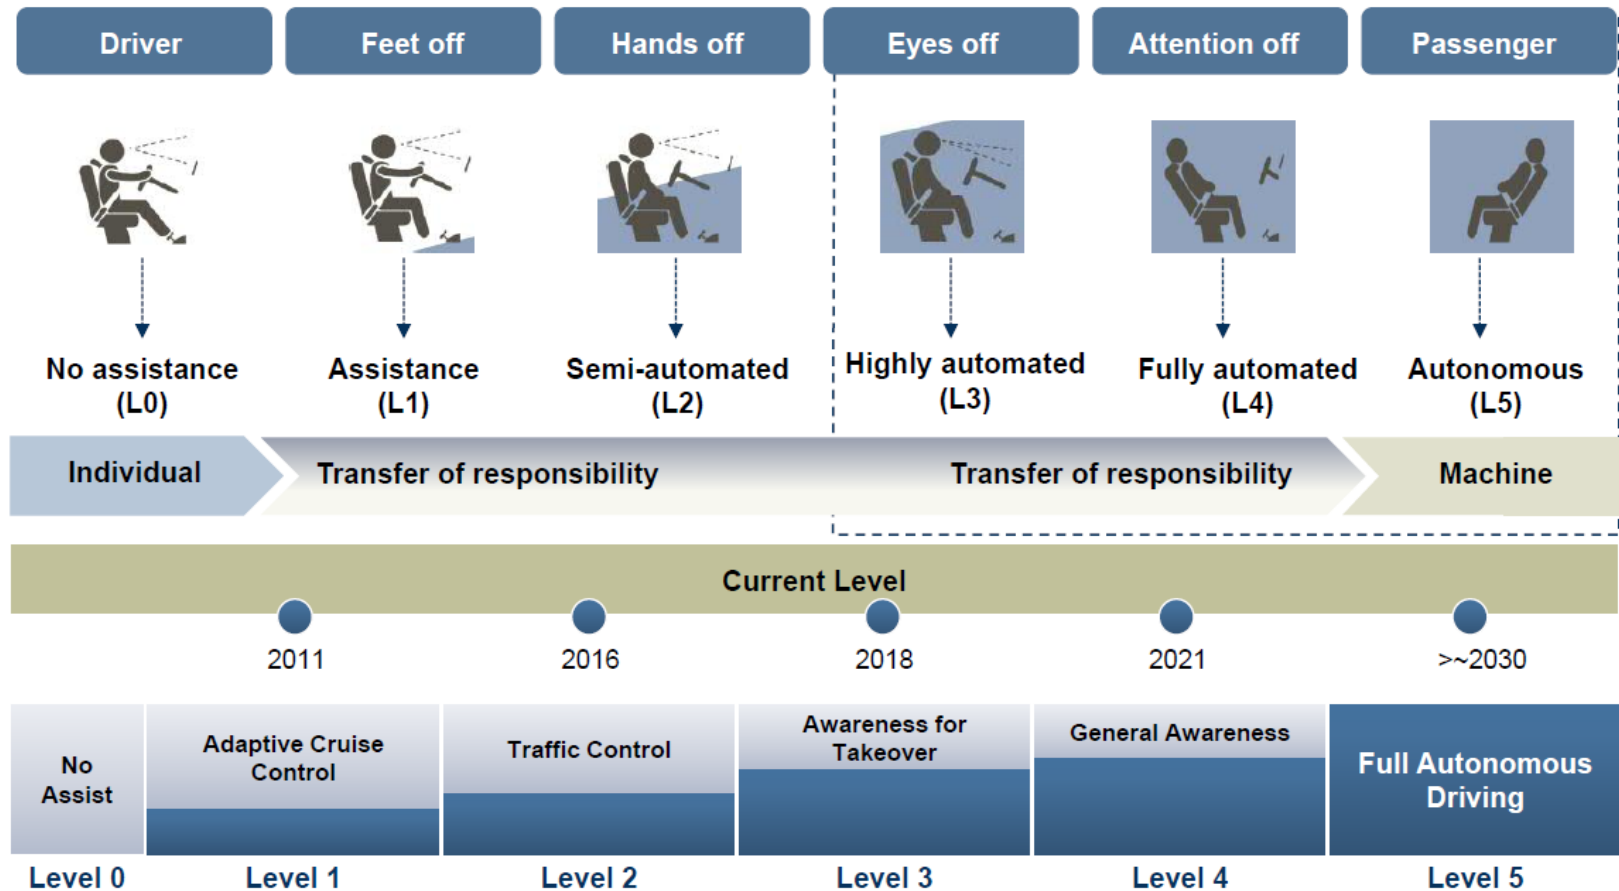 Driver
Feet off
Hands off
Eyes off
Attention off
Passenger
No assistance
(L0)
Assistance
(L1)
Semi-automated
(L2)
Highly automated
(L3)
Fully automated
(L4)
Autonomous
(L5)
Individual
Transfer of responsibility
Transfer of responsibility
Machine
Current Level
2011
2016
2018
2021
>~2030
No
Assist
Adaptive Cruise
Control
Traffic Control
Awareness for
Takeover
General Awareness
Full Autonomous
Driving
Level 0
Level 1
Level 2
Level 3
Level 4
Level 5